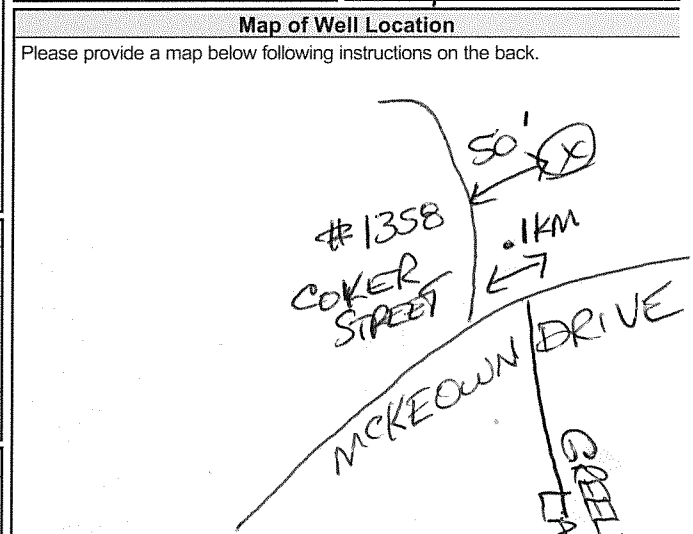 Map of Well Location
Please provide a map below following instructions on the back.
50'
X
#1358
.1KM
COKER
STREET
MCKEOWN DRIVE